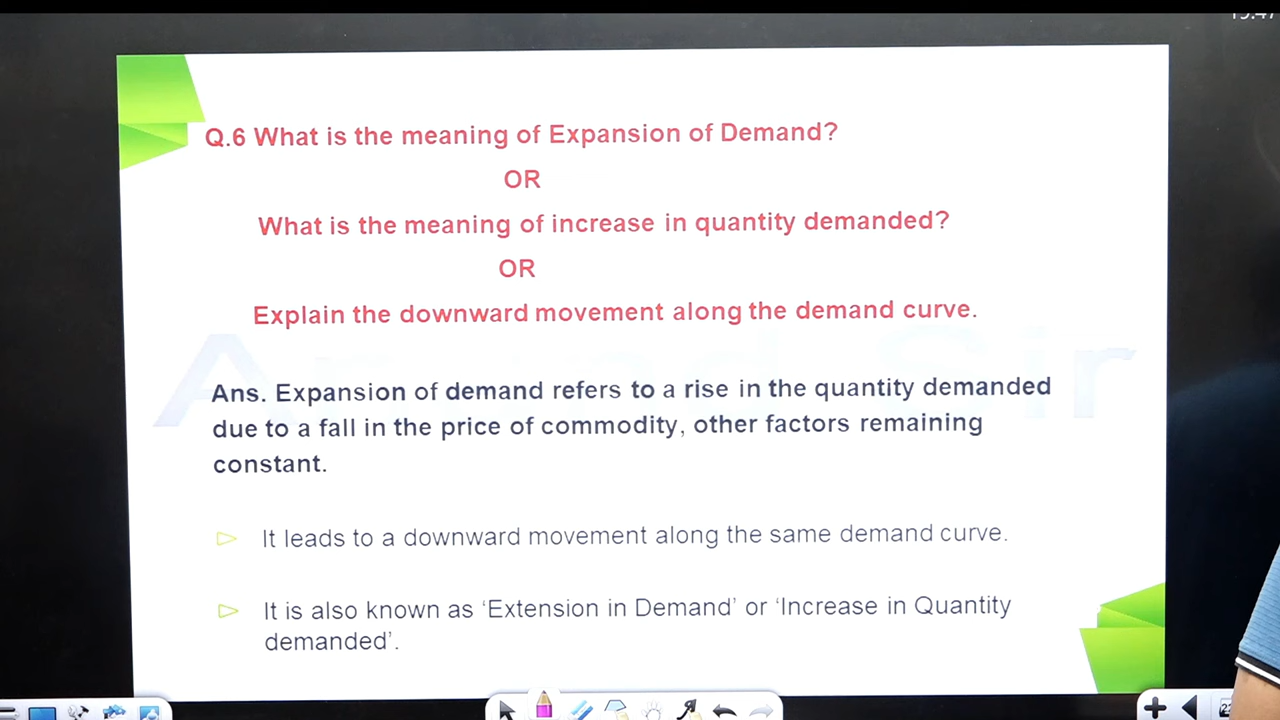 Q.6 What is the meaning of Expansion of Demand?
OR
What is the meaning of increase in quantity demanded?
OR
Explain the downward movement along the demand curve.
Ans. Expansion of demand refers to a rise in the quantity demanded
due to a fall in the price of commodity, other factors remaining
constant.
It leads to a downward movement along the same demand curve.
It is also known as ‘Extension in Demand’ or ‘Increase in Quantity
demanded’.